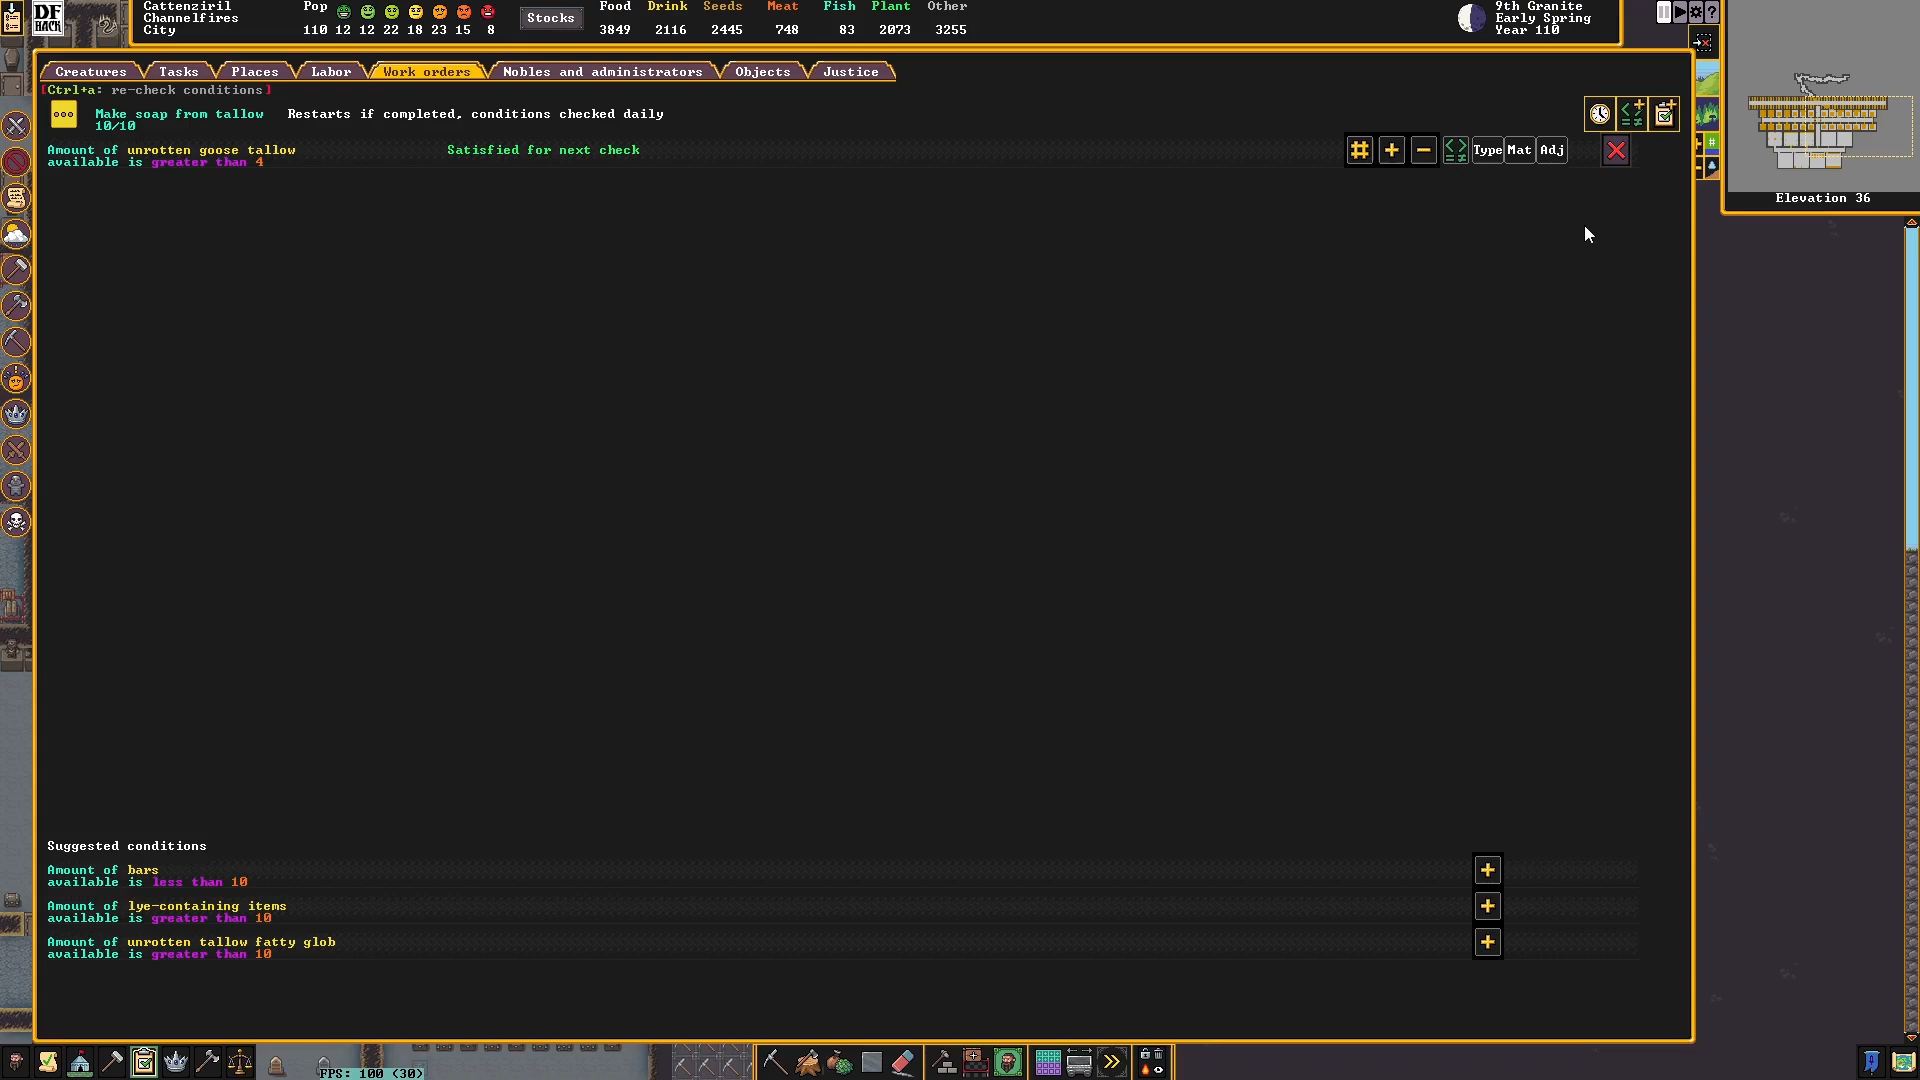 DF
HACK
Cattenziril
Channelfires
City
Pop
110 12 12 22 18 23 15 8
Stocks
Food Drink Seeds Meat Fish Plant Other
3849 2116 2445 748 83 2073 3255
9th Granite
Early Spring
Year 110
Creatures Tasks Places Labor Work orders Nobles and administrators Objects Justice
[Ctrl+a: re-check conditions]
Make soap from tallow Restarts if completed, conditions checked daily
10/10
Amount of unrotten goose tallow Satisfied for next check
available is greater than 4
Type Mat Adj
Elevation 36
Suggested conditions
Amount of bars
available is less than 10
Amount of lye-containing items
available is greater than 10
Amount of unrotten tallow fatty glob
available is greater than 10
FPS: 100 (30)